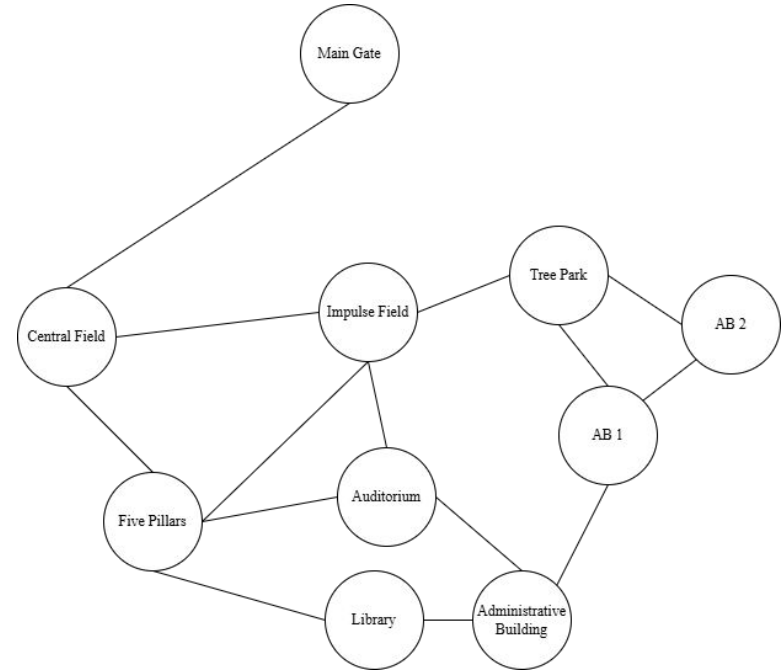 Main Gate
Tree Park
Impulse Field
AB 2
Central Field
AB 1
Auditorium
Five Pillars
Library
Administrative
Building